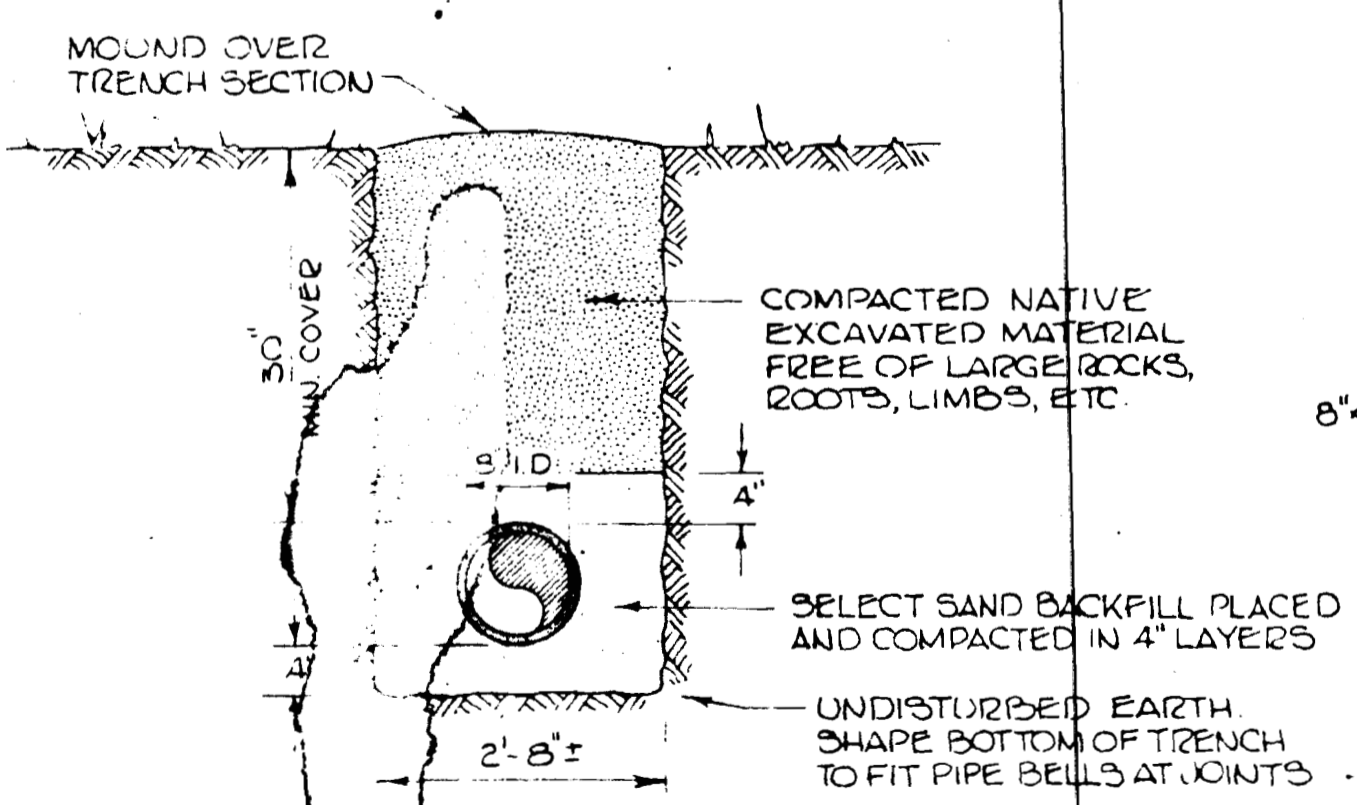 MOUND OVER
TRENCH SECTION
30"
MIN. COVER
COMPACTED NATIVE
EXCAVATED MATERIAL
FREE OF LARGE ROCKS,
ROOTS, LIMBS, ETC.
8"
I.D.
4"
SELECT SAND BACKFILL PLACED
AND COMPACTED IN 4" LAYERS
4
UNDISTURBED EARTH.
SHAPE BOTTOM OF TRENCH
TO FIT PIPE BELLS AT JOINTS
2'-8"±